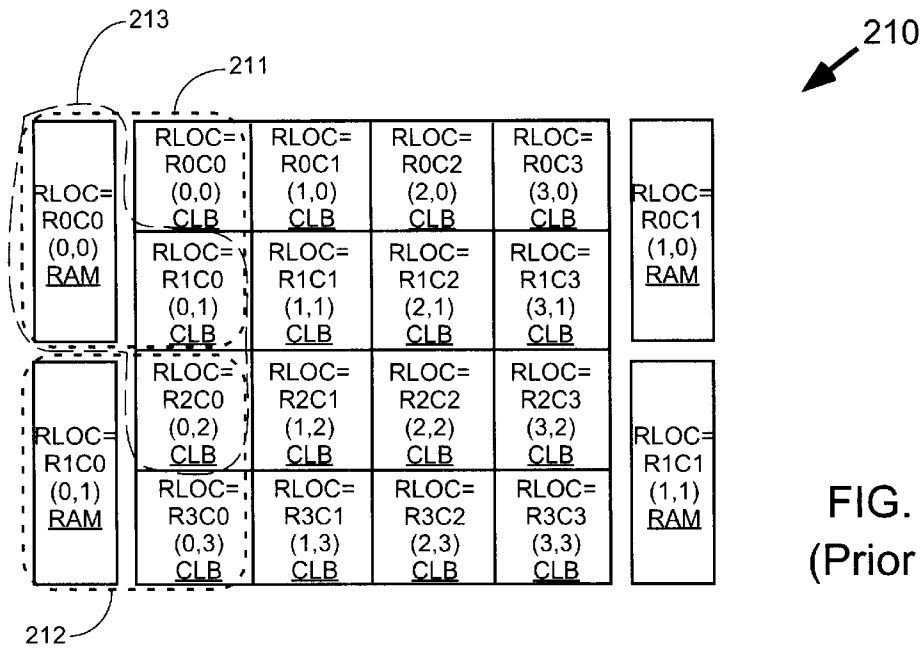 213
211
210
RLOC=
R0C0
(0,0)
RAM
RLOC=
R0C0
(0,0)
CLB
RLOC=
R0C1
(1,0)
CLB
RLOC=
R0C2
(2,0)
CLB
RLOC=
R0C3
(3,0)
CLB
RLOC=
R0C1
(1,0)
RAM
RLOC=
R1C0
(0,1)
CLB
RLOC=
R1C1
(1,1)
CLB
RLOC=
R1C2
(2,1)
CLB
RLOC=
R1C3
(3,1)
CLB
RLOC=
R1C0
(0,1)
RAM
RLOC=
R2C0
(0,2)
CLB
RLOC=
R2C1
(1,2)
CLB
RLOC=
R2C2
(2,2)
CLB
RLOC=
R2C3
(3,2)
CLB
RLOC=
R1C1
(1,1)
RAM
RLOC=
R3C0
(0,3)
CLB
RLOC=
R3C1
(1,3)
CLB
RLOC=
R3C2
(2,3)
CLB
RLOC=
R3C3
(3,3)
CLB
FIG.
(Prior
212